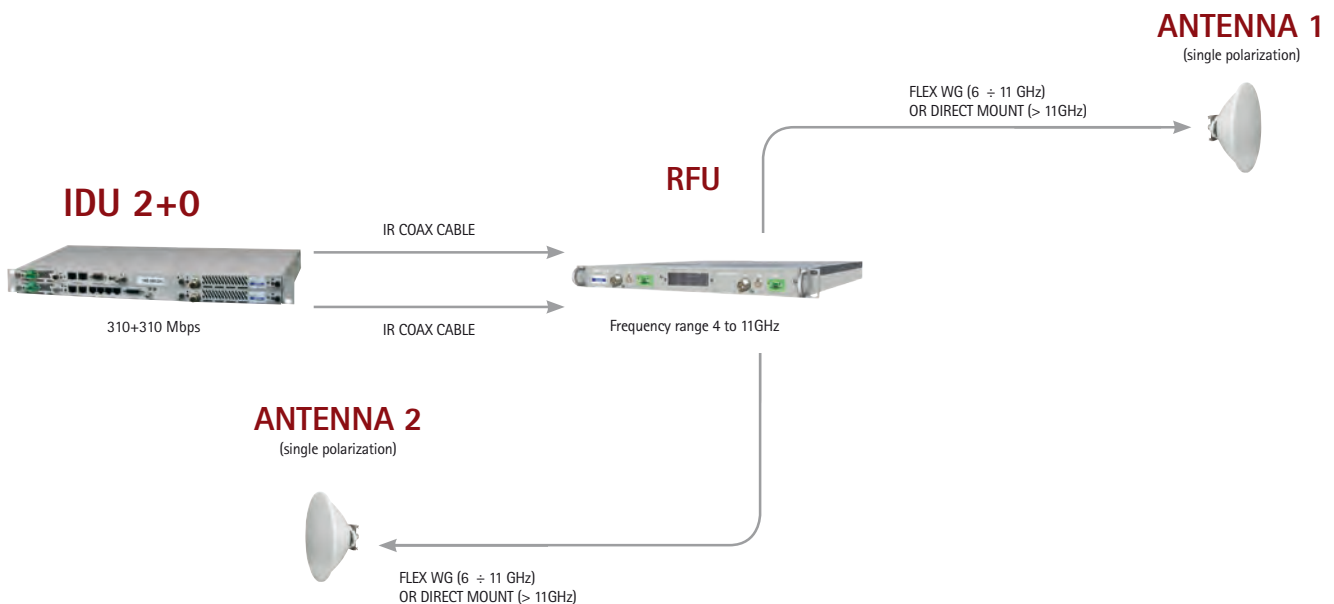 ANTENNA 1
(single polarization)
FLEX WG (6 ÷ 11 GHz)
OR DIRECT MOUNT (> 11GHz)
RFU
IDU 2+0
IR COAX CABLE
310+310 Mbps
IR COAX CABLE
Frequency range 4 to 11GHz
ANTENNA 2
(single polarization)
FLEX WG (6 ÷ 11 GHz)
OR DIRECT MOUNT (> 11GHz)